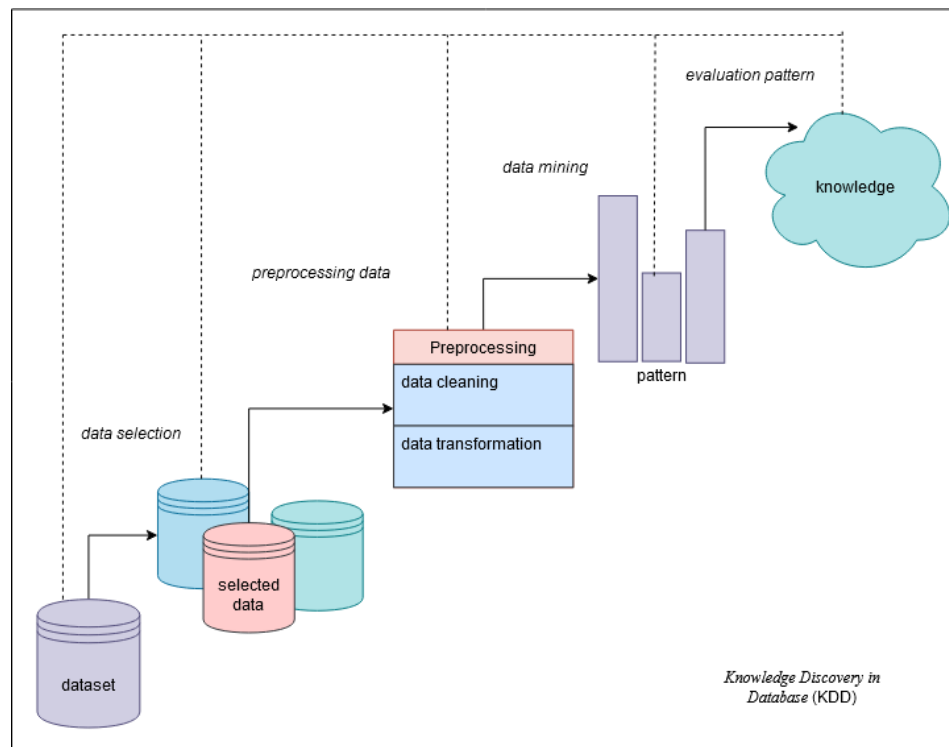 evaluation pattern
data mining
knowledge
preprocessing data
Preprocessing
pattern
data cleaning
data selection
data transformation
selected
data
dataset
Knowledge Discovery in
Database (KDD)